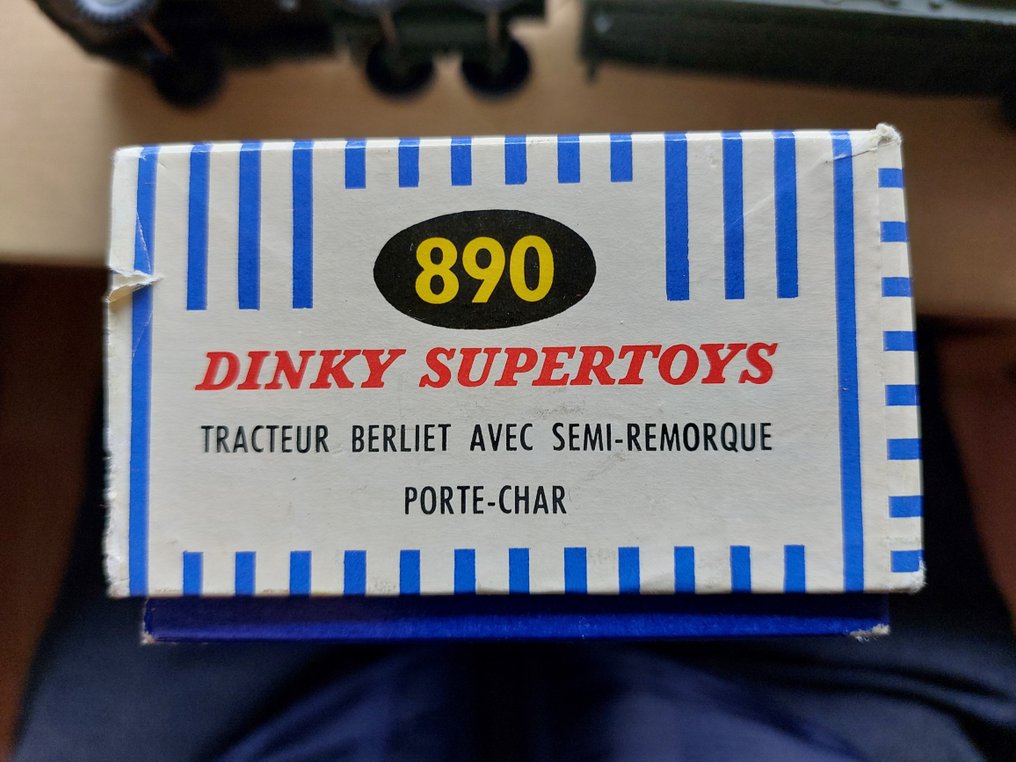 890
DINKY SUPERTOYS
TRACTEUR BERLIET AVEC SEMI-REMORQUE
PORTE-CHAR